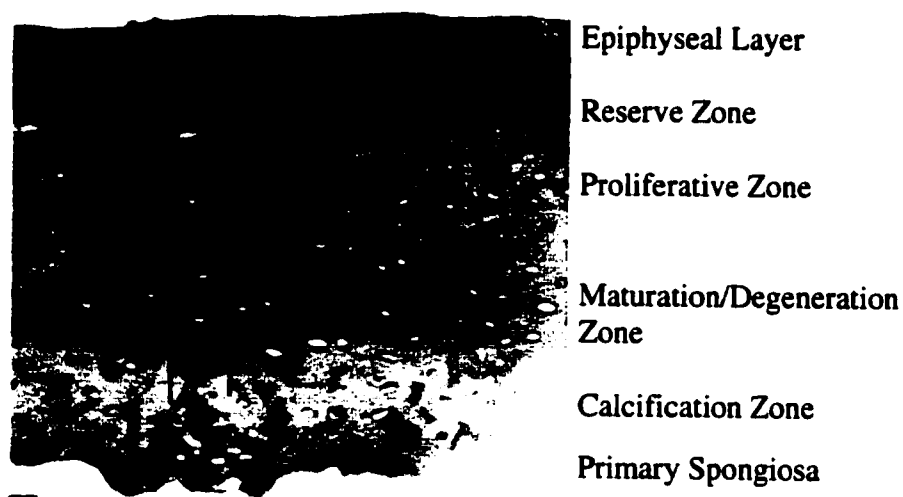 Epiphyseal Layer
Reserve Zone
Proliferative Zone
Maturation/Degeneration
Zone
Calcification Zone
Primary Spongiosa